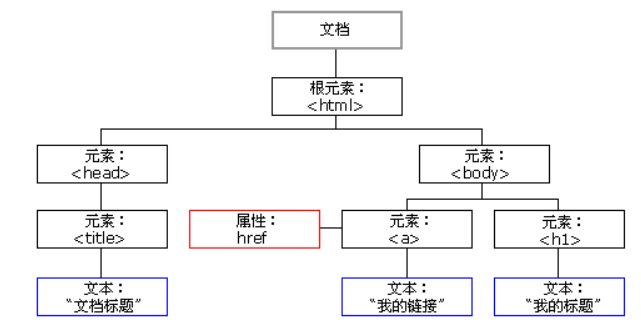 文档
根元素：
<html>
元素：
<head>
元素：
<body>
元素：
<title>
属性：
href
元素：
<a>
元素：
<h1>
文本：
“文档标题”
文本：
“我的链接”
文本：
“我的标题”